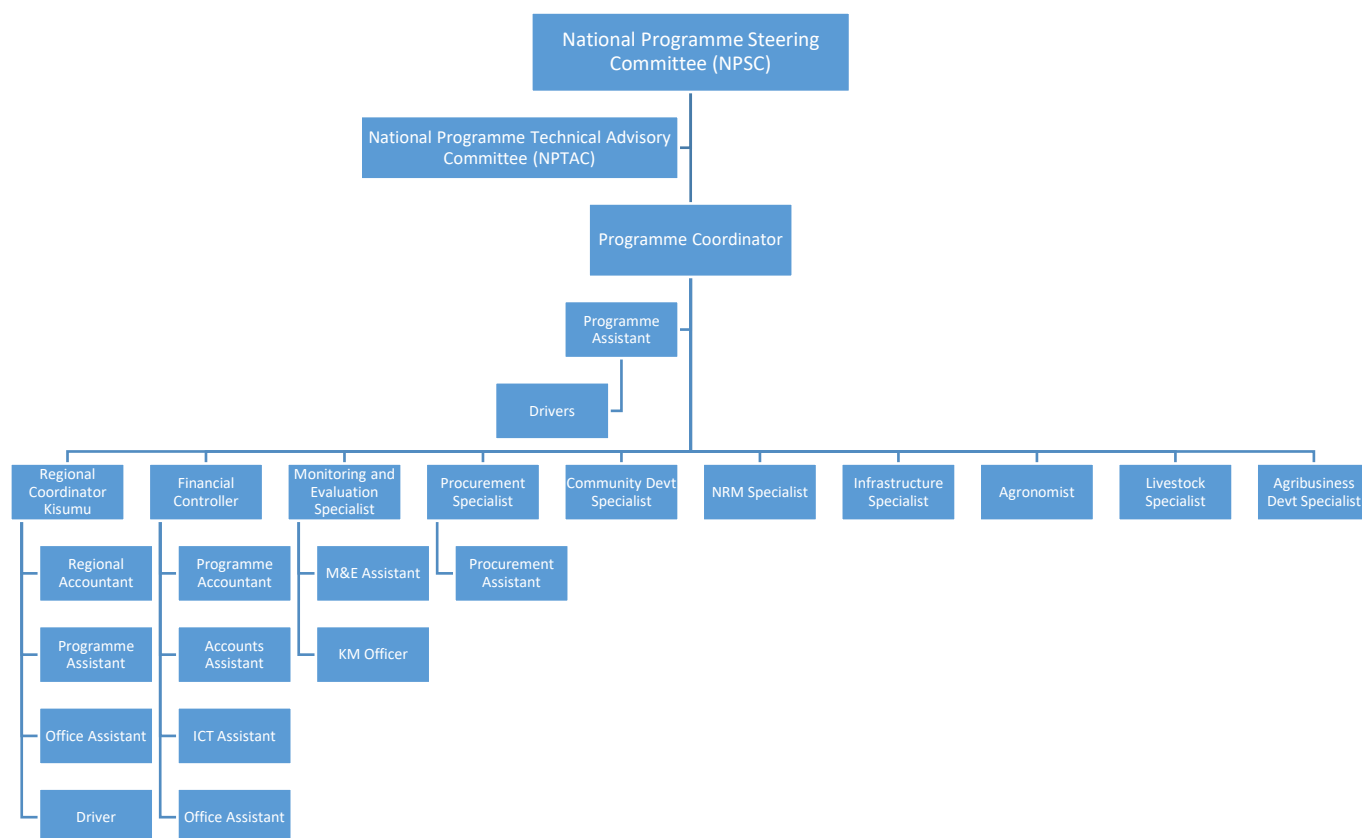 National Programme Steering
Committee (NPSC)
National Programme Technical Advisory
Committee (NPTAC)
Programme Coordinator
Programme
Assistant
Drivers
Regional
Coordinator
Kisumu
Financial
Controller
Monitoring and
Evaluation
Specialist
Procurement
Specialist
Community Devt
Specialist
NRM Specialist
Infrastructure
Specialist
Agronomist
Livestock
Specialist
Agribusiness
Devt Specialist
Regional
Accountant
Programme
Accountant
M&E Assistant
Procurement
Assistant
Programme
Assistant
Accounts
Assistant
KM Officer
Office Assistant
ICT Assistant
Driver
Office Assistant